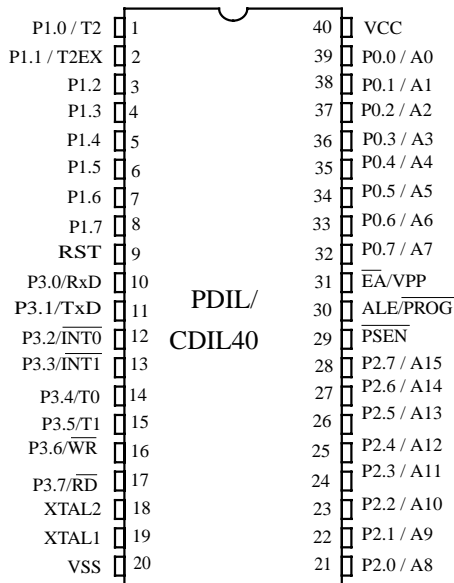 P1.0 / T2 1 40 VCC
P1.1 / T2EX 2 39 P0.0 / A0
P1.2 3 38 P0.1 / A1
P1.3 4 37 P0.2 / A2
P1.4 5 36 P0.3 / A3
P1.5 6 35 P0.4 / A4
P1.6 7 34 P0.5 / A5
P1.7 8 33 P0.6 / A6
RST 9 32 P0.7 / A7
P3.0/RxD 10 31 E̅A̅/VPP
P3.1/TxD 11 30 ALE/P̅R̅O̅G̅
PDIL/
P3.2/I̅N̅T̅0̅ 12 29 P̅S̅E̅N̅
CDIL40
P3.3/I̅N̅T̅1̅ 13 28 P2.7 / A15
P3.4/T0 14 27 P2.6 / A14
P3.5/T1 15 26 P2.5 / A13
P3.6/W̅R̅ 16 25 P2.4 / A12
P3.7/R̅D̅ 17 24 P2.3 / A11
XTAL2 18 23 P2.2 / A10
XTAL1 19 22 P2.1 / A9
VSS 20 21 P2.0 / A8